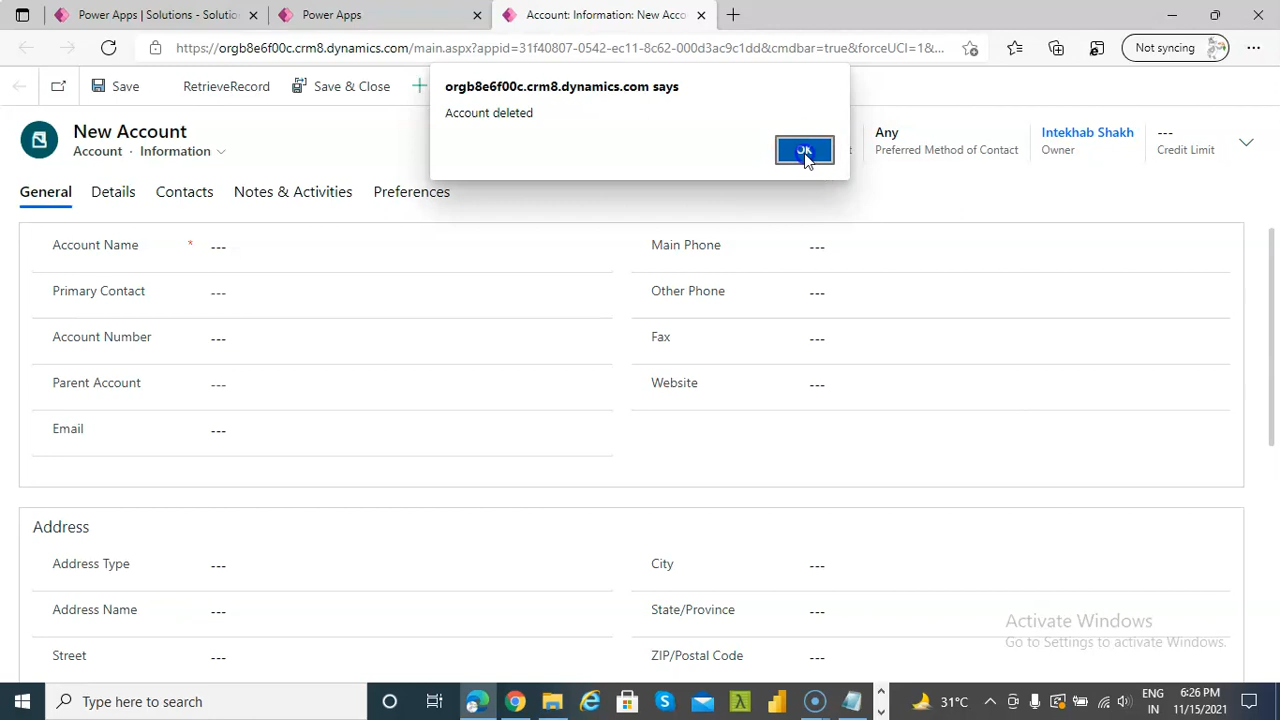 Power Apps | Solutions - Solutio
Power Apps
Account: Information: New Acco
https://orgb8e6f00c.crm8.dynamics.com/main.aspx?appid=31f40807-0542-ec11-8c62-000d3ac9c1dd&cmdbar=true&forceUCI=1&...
Not syncing
Save
RetrieveRecord
Save & Close
orgb8e6f00c.crm8.dynamics.com says
Account deleted
Ok
New Account
Account · Information
Any
Preferred Method of Contact
Intekhab Shakh
Owner
---
Credit Limit
General
Details
Contacts
Notes & Activities
Preferences
Account Name * ---
Main Phone ---
Primary Contact ---
Other Phone ---
Account Number ---
Fax ---
Parent Account ---
Website ---
Email ---
Address
Address Type ---
City ---
Address Name ---
State/Province ---
Street ---
ZIP/Postal Code ---
Activate Windows
Go to Settings to activate Windows.
Type here to search
31°C
ENG
IN
6:26 PM
11/15/2021